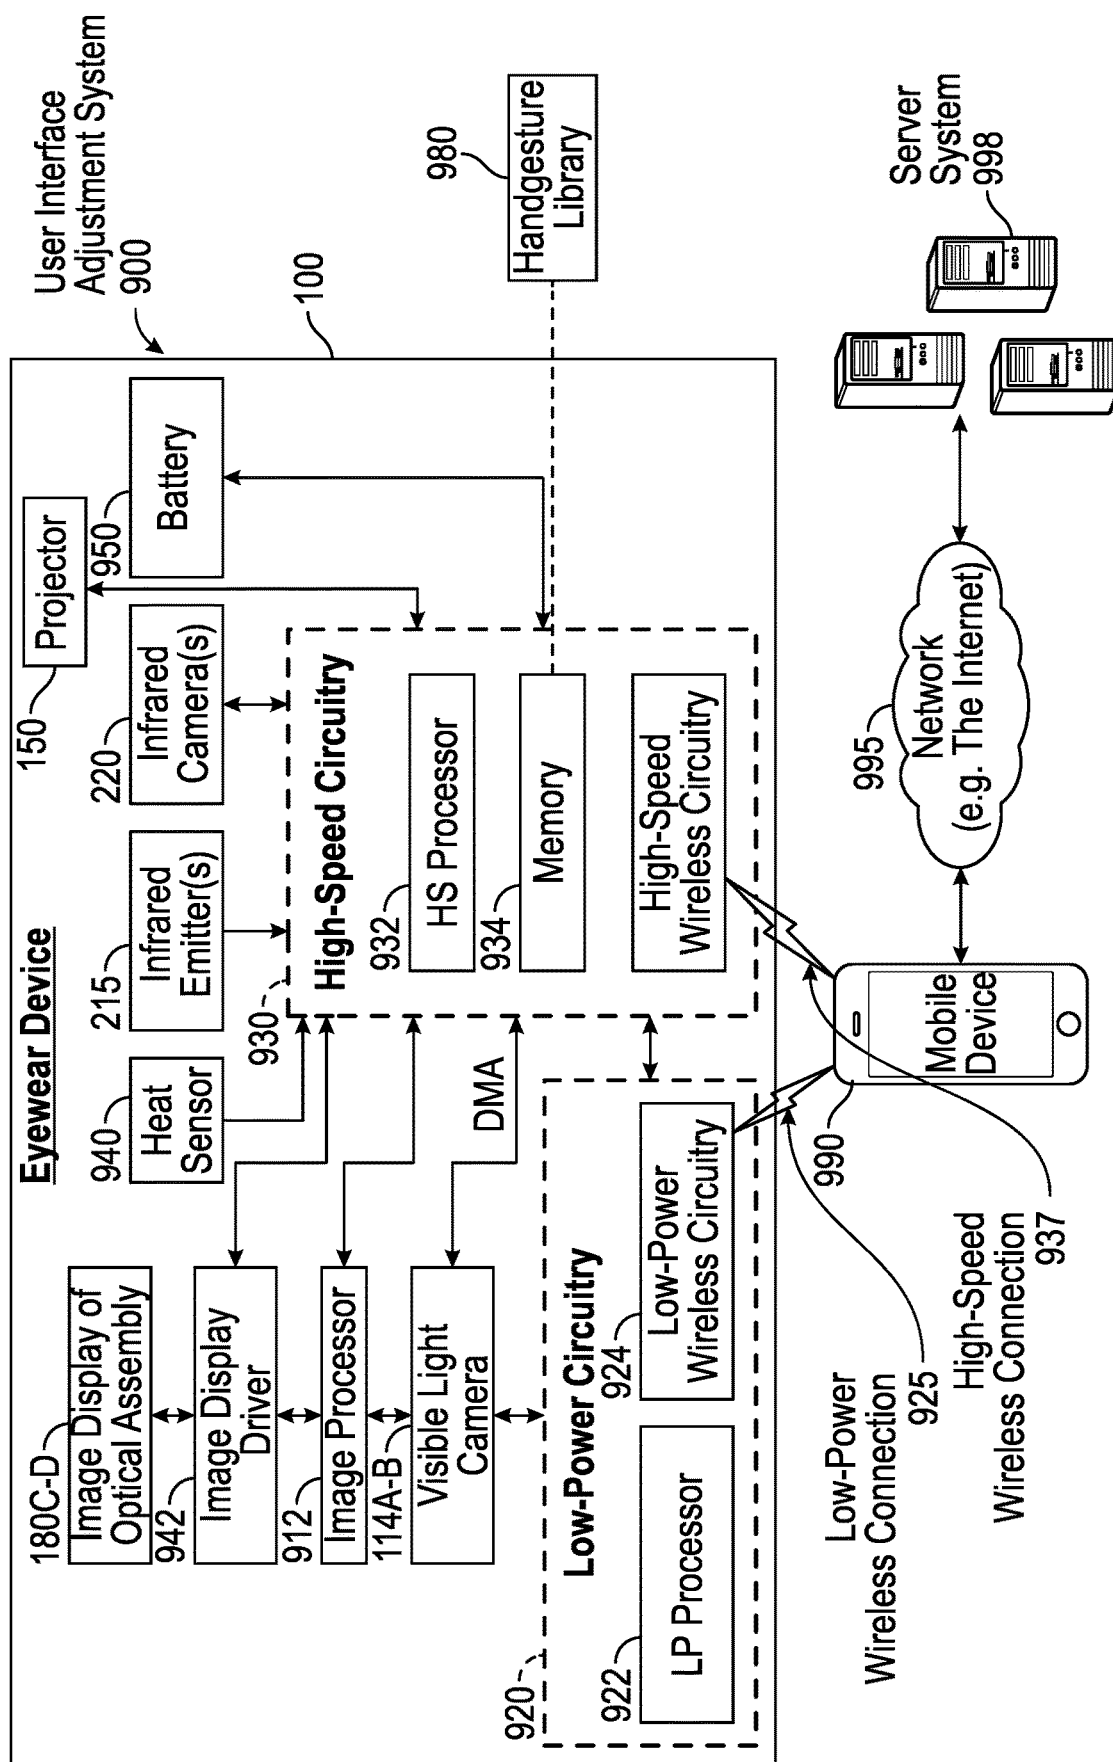 Eyewear Device
User Interface
Adjustment System
900
100
180C-D
Image Display of
Optical Assembly
942
Image Display
Driver
912
Image Processor
114A-B
Visible Light
Camera
940
Heat
Sensor
215
Infrared
Emitter(s)
220
Infrared
Camera(s)
150
Projector
950
Battery
DMA
930
High-Speed Circuitry
932
HS Processor
934
Memory
High-Speed
Wireless Circuitry
980
Handgesture
Library
920
Low-Power Circuitry
922
LP Processor
924
Low-Power
Wireless Circuitry
Low-Power
Wireless Connection
925
High-Speed
Wireless Connection
937
990
Mobile
Device
995
Network
(e.g. The Internet)
Server
System
998